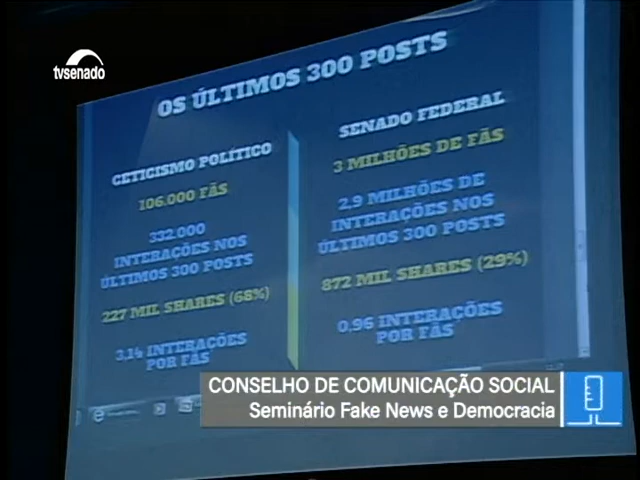 tvsenado
OS ÚLTIMOS 300 POSTS
CETICISMO POLÍTICO
106.000 FÃS
332.000
INTERAÇÕES NOS
ÚLTIMOS 300 POSTS
227 MIL SHARES (68%)
3,14 INTERAÇÕES
POR FÃS
SENADO FEDERAL
3 MILHÕES DE FÃS
2.9 MILHÕES DE
INTERAÇÕES NOS
ÚLTIMOS 300 POSTS
872 MIL SHARES (29%)
0.96 INTERAÇÕES
POR FÃS
CONSELHO DE COMUNICAÇÃO SOCIAL
Seminário Fake News e Democracia